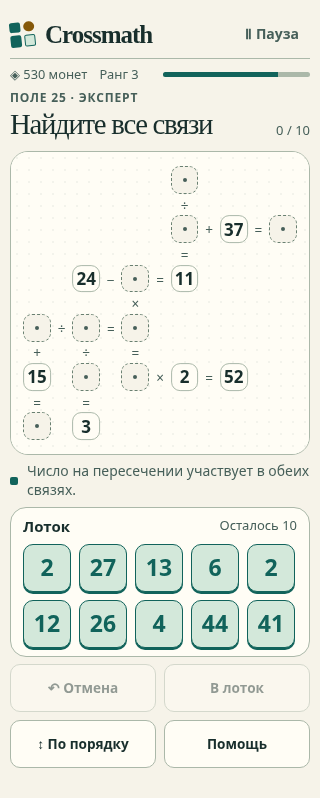 Crossmath
‖ Пауза
◈ 530 монет Ранг 3
ПОЛЕ 25 · ЭКСПЕРТ
Найдите все связи
0 / 10
÷
+ 37 =
=
24 − = 11
×
÷ =
+ ÷ =
15 × 2 = 52
= =
3
Число на пересечении участвует в обеих
связях.
Лоток
Осталось 10
2 27 13 6 2
12 26 4 44 41
↶ Отмена
В лоток
↕ По порядку
Помощь